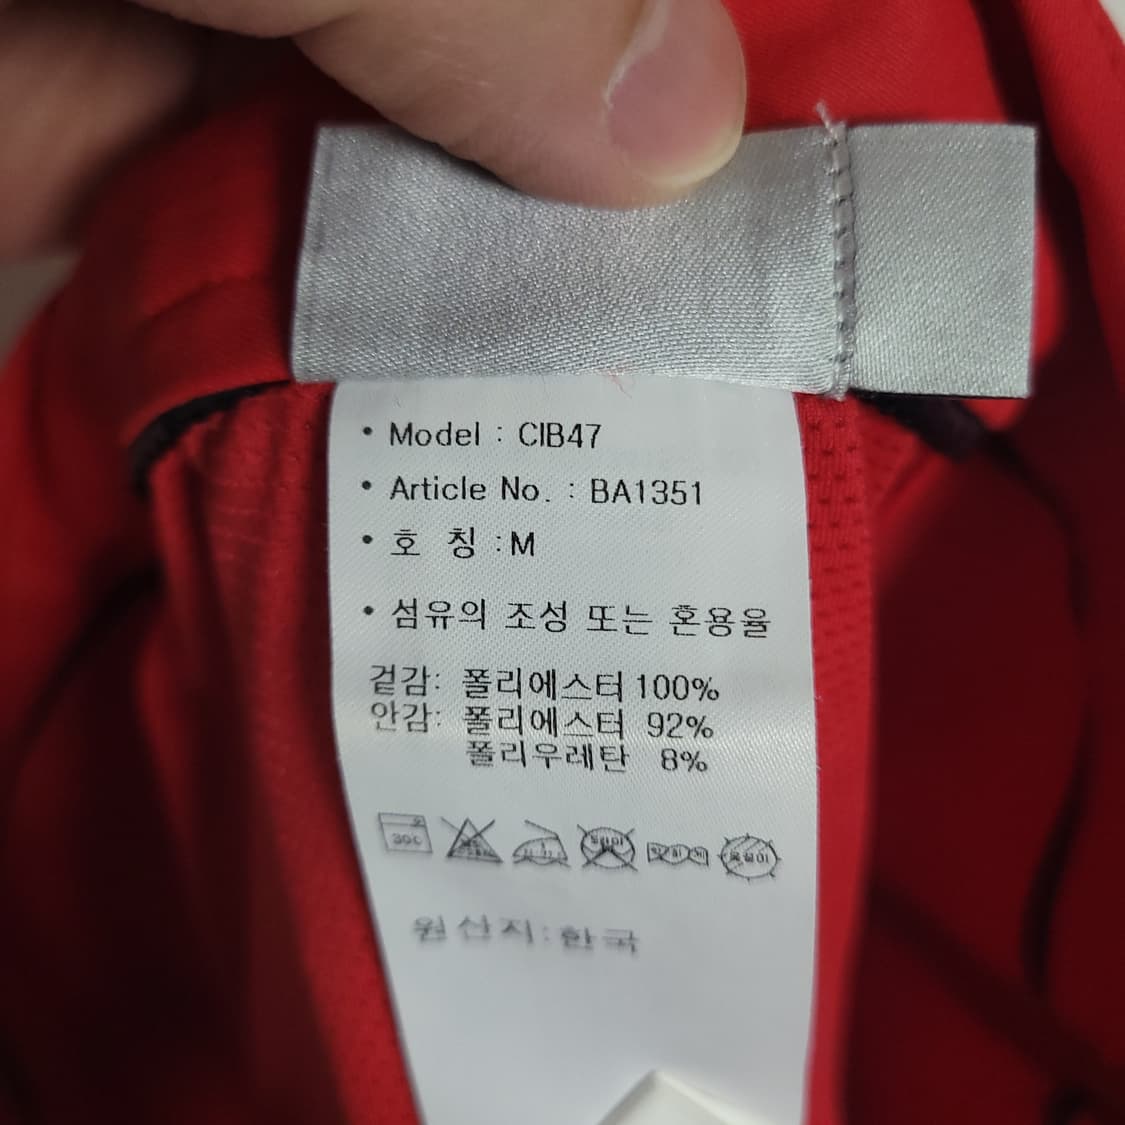 • Model : CIB47
• Article No. : BA1351
• 호 칭 : M
• 섬유의 조성 또는 혼용율
겉감: 폴리에스터 100%
안감: 폴리에스터 92%
폴리우레탄 8%
30℃
원산지:한국